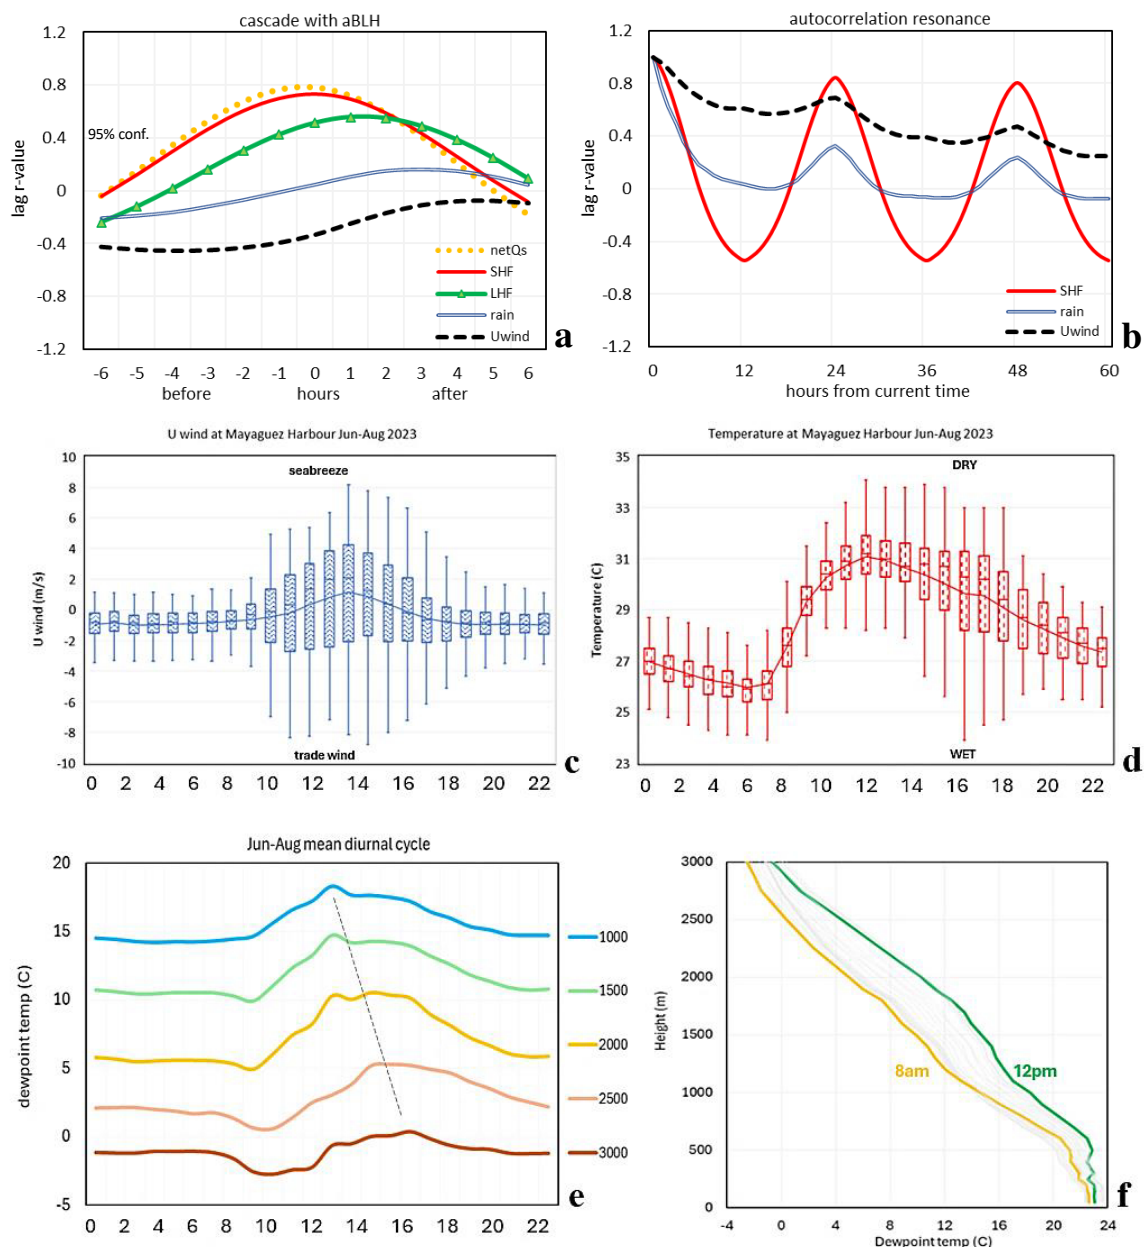 cascade with aBLH
1.2
0.8
0.4
0
-0.4
-0.8
-1.2
lag r-value
95% conf.
netQs
SHF
LHF
rain
Uwind
-6 -5 -4 -3 -2 -1 0 1 2 3 4 5 6
before hours after
a
autocorrelation resonance
1.2
0.8
0.4
0
-0.4
-0.8
-1.2
lag r-value
SHF
rain
Uwind
0 12 24 36 48 60
hours from current time
b
U wind at Mayaguez Harbour Jun-Aug 2023
10
8
6
4
2
0
-2
-4
-6
-8
-10
U wind (m/s)
seabreeze
trade wind
0 2 4 6 8 10 12 14 16 18 20 22
c
Temperature at Mayaguez Harbour Jun-Aug 2023
35
33
31
29
27
25
23
Temperature (C)
DRY
WET
0 2 4 6 8 10 12 14 16 18 20 22
d
Jun-Aug mean diurnal cycle
20
15
10
5
0
-5
dewpoint temp (C)
1000
1500
2000
2500
3000
0 2 4 6 8 10 12 14 16 18 20 22
e
3000
2500
2000
1500
1000
500
0
Height (m)
8am
12pm
-4 0 4 8 12 16 20 24
Dewpoint temp (C)
f